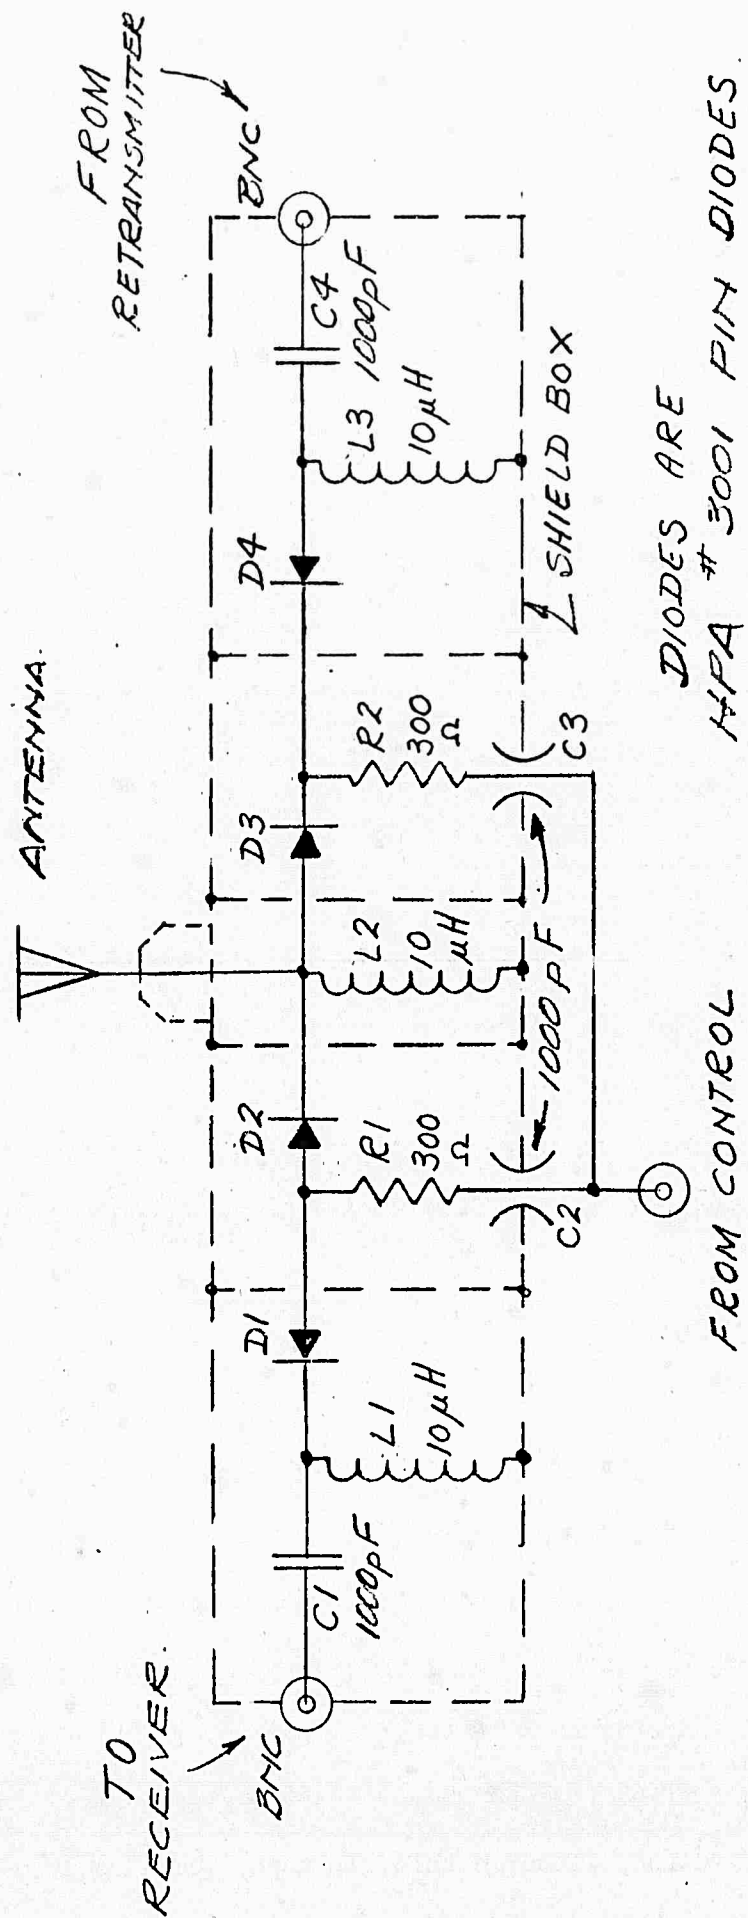 ANTENNA.
FROM
RETRANSMITTER
TO
RECEIVER.
BNC
BNC
C1
1000pF
L1
10μH
D1
D2
R1
300
Ω
L2
10
μH
D3
R2
300
Ω
D4
L3
10μH
C4
1000pF
C2
1000pF
C3
SHIELD BOX
FROM CONTROL
DIODES ARE
HPA # 3001 PIN DIODES.